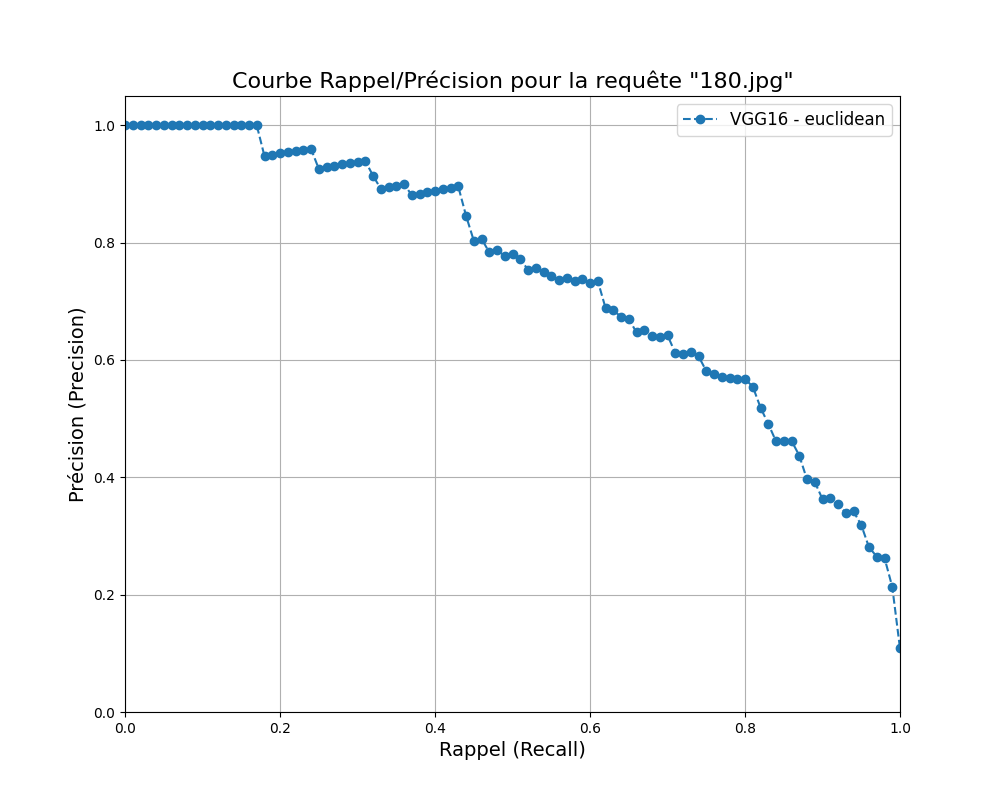 Courbe Rappel/Précision pour la requête "180.jpg"
VGG16 - euclidean
Précision (Precision)
1.0
0.8
0.6
0.4
0.2
0.0
0.0 0.2 0.4 0.6 0.8 1.0
Rappel (Recall)